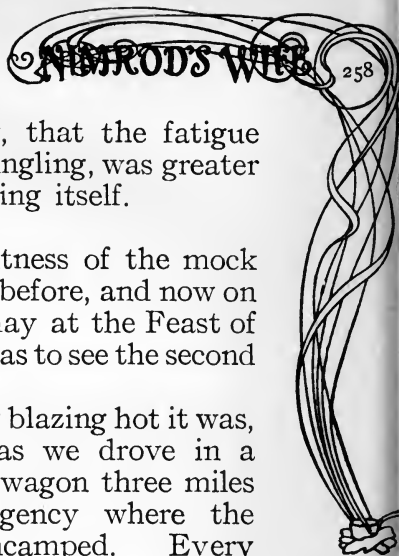 NIMROD'S WIFE 258
, that the fatigue
ngling, was greater
ing itself.
tness of the mock
before, and now on
ay at the Feast of
as to see the second
blazing hot it was,
as we drove in a
wagon three miles
gency where the
ncamped. Every